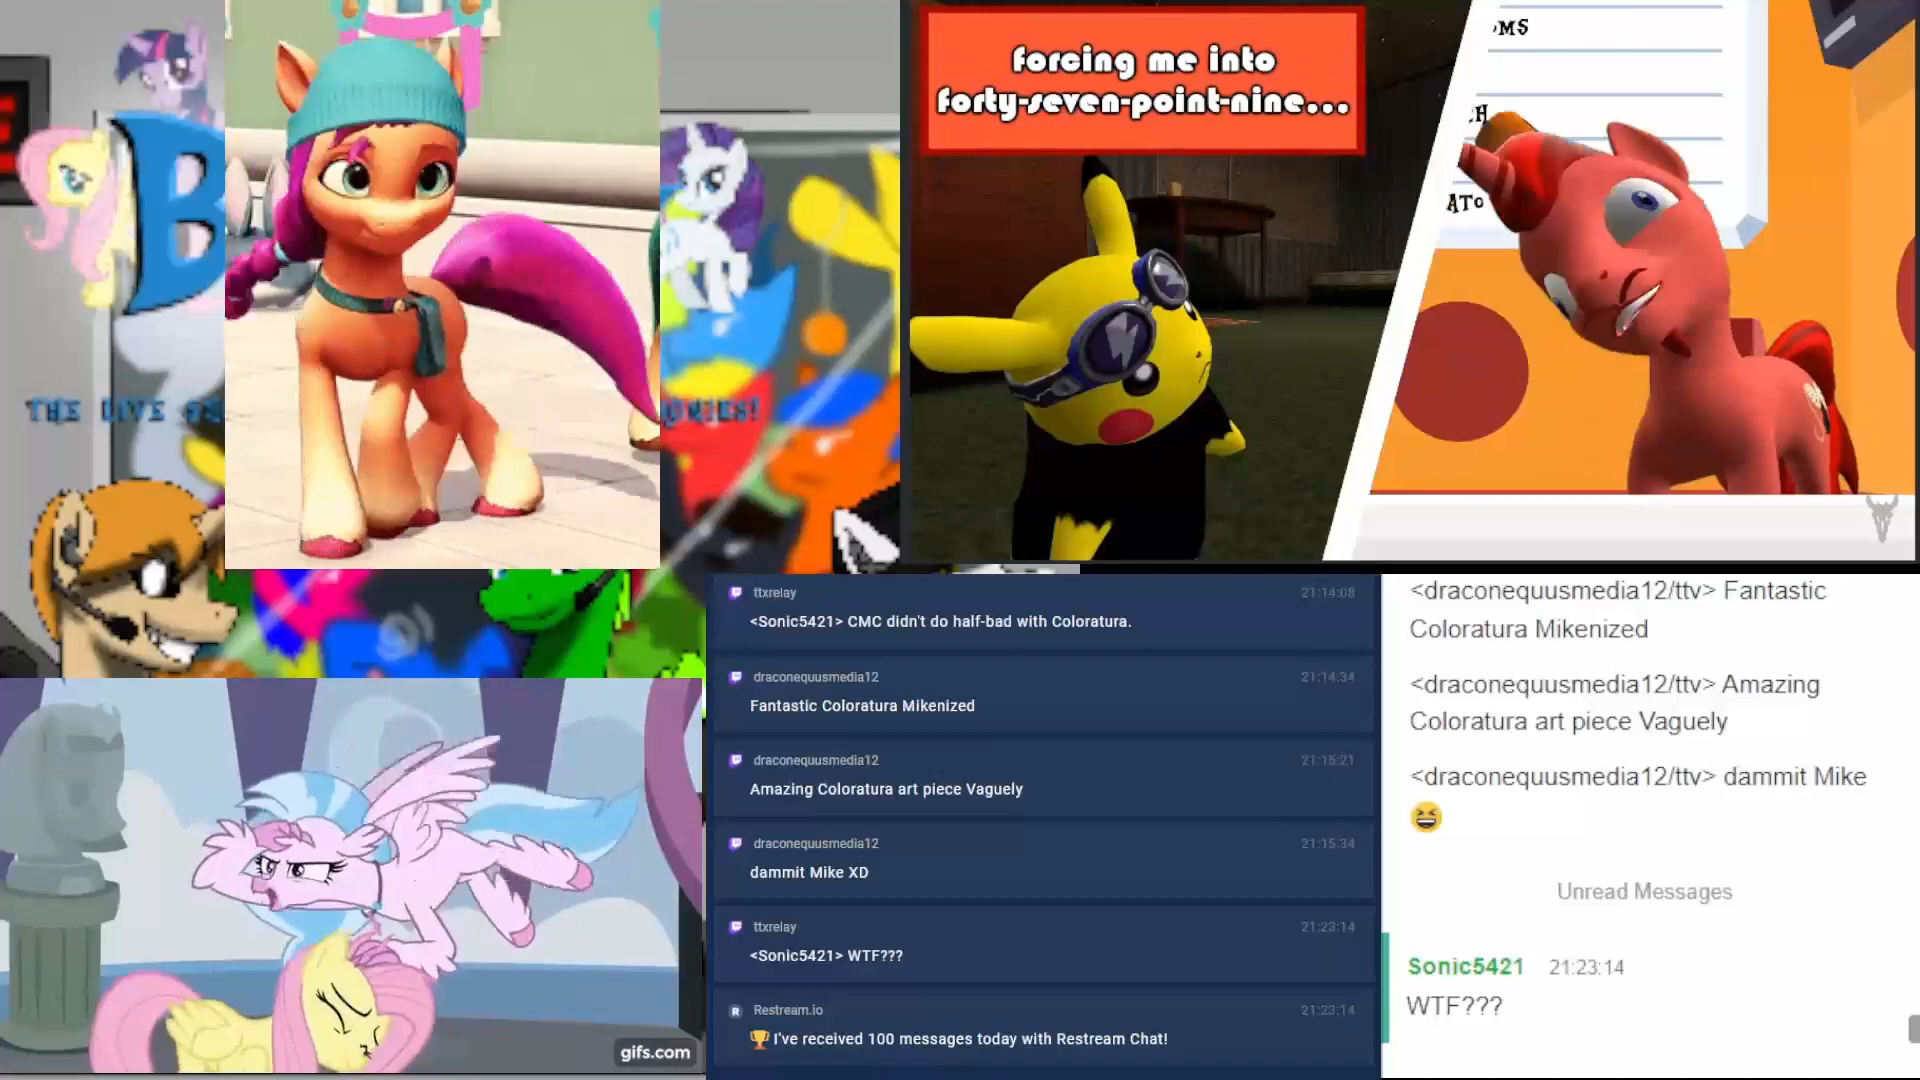 B
THE LIVE
forcing me into
forty-seven-point-nine...
MS
CH
ATO
ttxrelay 21:14:08
<Sonic5421> CMC didn't do half-bad with Coloratura.
draconequusmedia12 21:14:34
Fantastic Coloratura Mikenized
draconequusmedia12 21:15:21
Amazing Coloratura art piece Vaguely
draconequusmedia12 21:15:34
dammit Mike XD
ttxrelay 21:23:14
<Sonic5421> WTF???
R Restream.io 21:23:14
🏆 I've received 100 messages today with Restream Chat!
<draconequusmedia12/ttv> Fantastic
Coloratura Mikenized
<draconequusmedia12/ttv> Amazing
Coloratura art piece Vaguely
<draconequusmedia12/ttv> dammit Mike
😆
Unread Messages
Sonic5421 21:23:14
WTF???
gifs.com